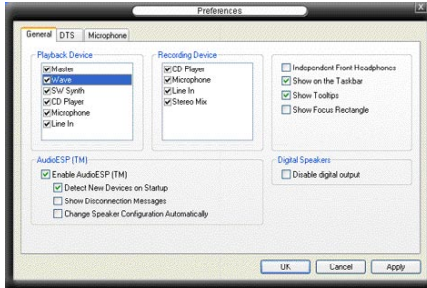 Preferences
General DTS Microphone
Playback Device
Master
Wave
SW Synth
CD Player
Microphone
Line In
Recording Device
CD Player
Microphone
Line In
Stereo Mix
Independent Front Headphones
Show on the Taskbar
Show Tooltips
Show Focus Rectangle
AudioESP (TM)
Enable AudioESP (TM)
Detect New Devices on Startup
Show Disconnection Messages
Change Speaker Configuration Automatically
Digital Speakers
Disable digital output
OK Cancel Apply